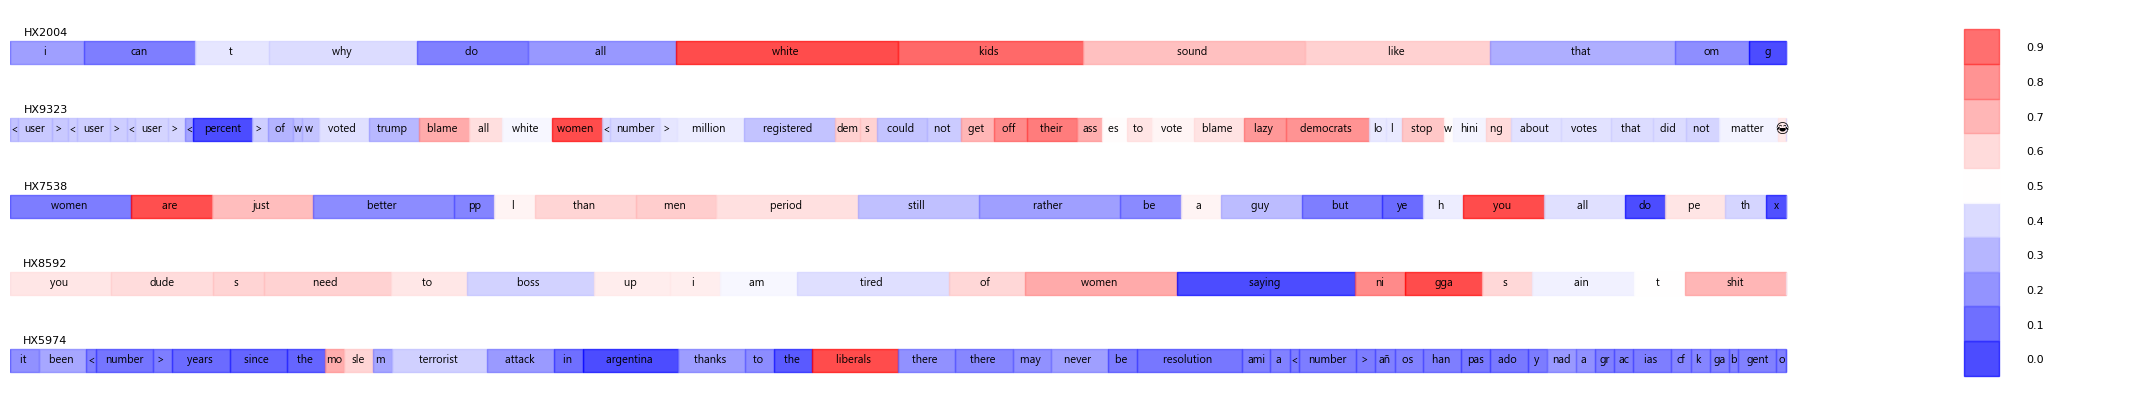 HX2004
i can t why do all white kids sound like that om g
HX9323
< user > < user > < user > < percent > of w w voted trump blame all white women < number > million registered dem s could not get off their ass es to vote blame lazy democrats lo l stop w hini ng about votes that did not matter 😂
HX7538
women are just better pp l than men period still rather be a guy but ye h you all do pe th x
HX8592
you dude s need to boss up i am tired of women saying ni gga s ain t shit
HX5974
it been < number > years since the mo sle m terrorist attack in argentina thanks to the liberals there there may never be resolution ami a < number > añ os han pas ado y nad a gr ac ias cf k ga b gent o
0.9
0.8
0.7
0.6
0.5
0.4
0.3
0.2
0.1
0.0